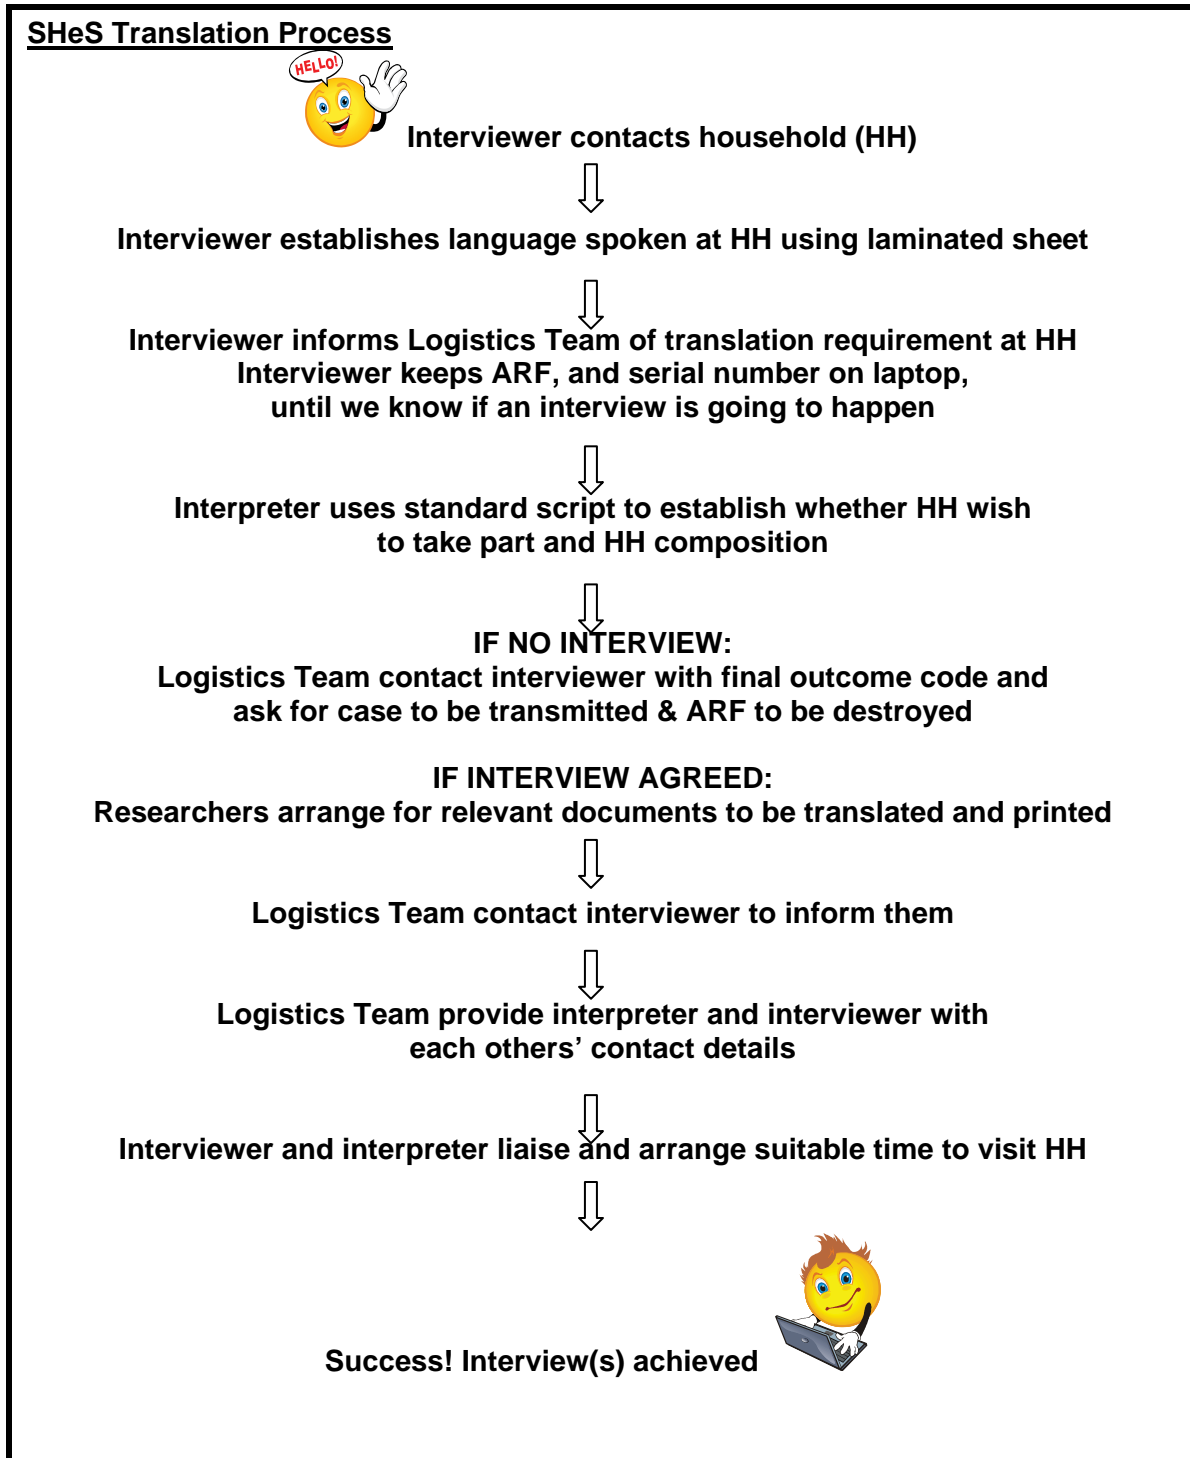 SHeS Translation Process
HELLO!
Interviewer contacts household (HH)
Interviewer establishes language spoken at HH using laminated sheet
Interviewer informs Logistics Team of translation requirement at HH
Interviewer keeps ARF, and serial number on laptop,
until we know if an interview is going to happen
Interpreter uses standard script to establish whether HH wish
to take part and HH composition
IF NO INTERVIEW:
Logistics Team contact interviewer with final outcome code and
ask for case to be transmitted & ARF to be destroyed
IF INTERVIEW AGREED:
Researchers arrange for relevant documents to be translated and printed
Logistics Team contact interviewer to inform them
Logistics Team provide interpreter and interviewer with
each others’ contact details
Interviewer and interpreter liaise and arrange suitable time to visit HH
Success! Interview(s) achieved